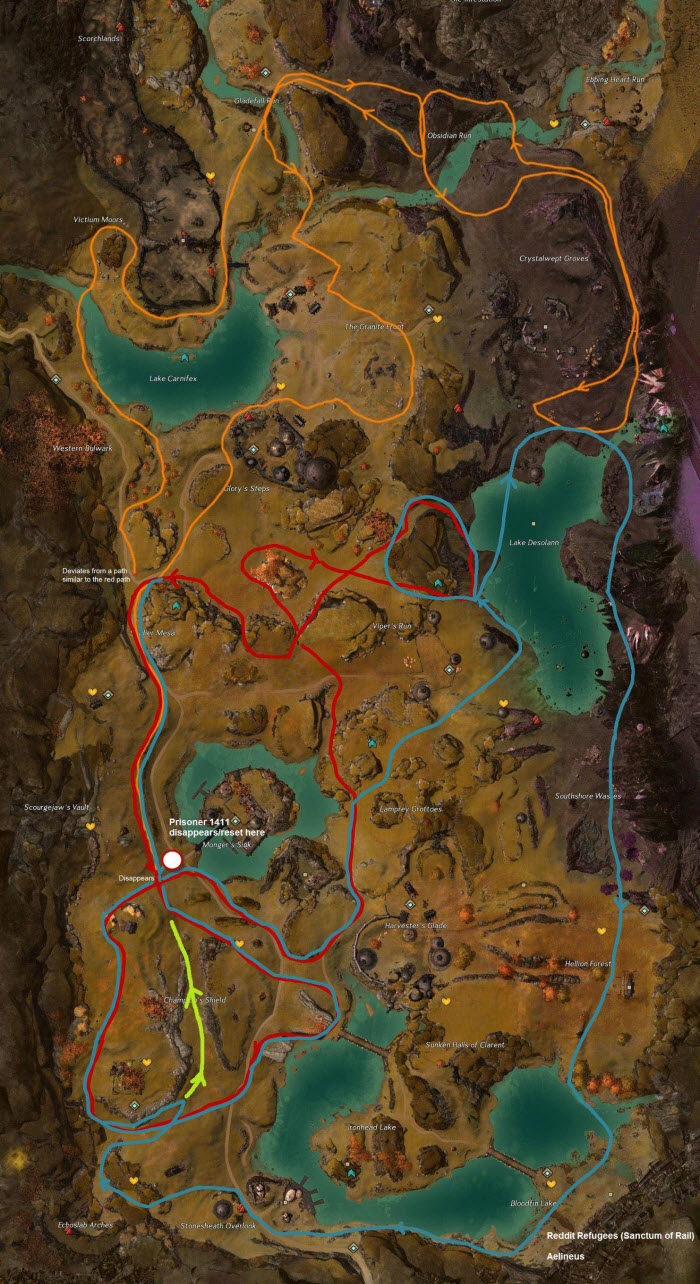 Scorchlands
Gladefall Run
Ebbing Heart Run
Obsidian Run
Victium Moors
Crystalwept Groves
The Granite Front
Lake Carnifex
Western Bulwark
Glory's Steps
Lake Desolann
Deviates from a path
similar to the red path
ller Mesa
Viper's Run
Scourgejaw's Vault
Southshore Wastes
Lamprey Grottoes
Prisoner 1411
disappears/reset here
Monger's Sink
Disappears
Harvester's Glade
Hellion Forest
Champion's Shield
Sunken Halls of Clarent
Ironhead Lake
Bloodfin Lake
Echoslab Arches
Stonesheath Overlook
Reddit Refugees (Sanctum of Rail)
Aelineus